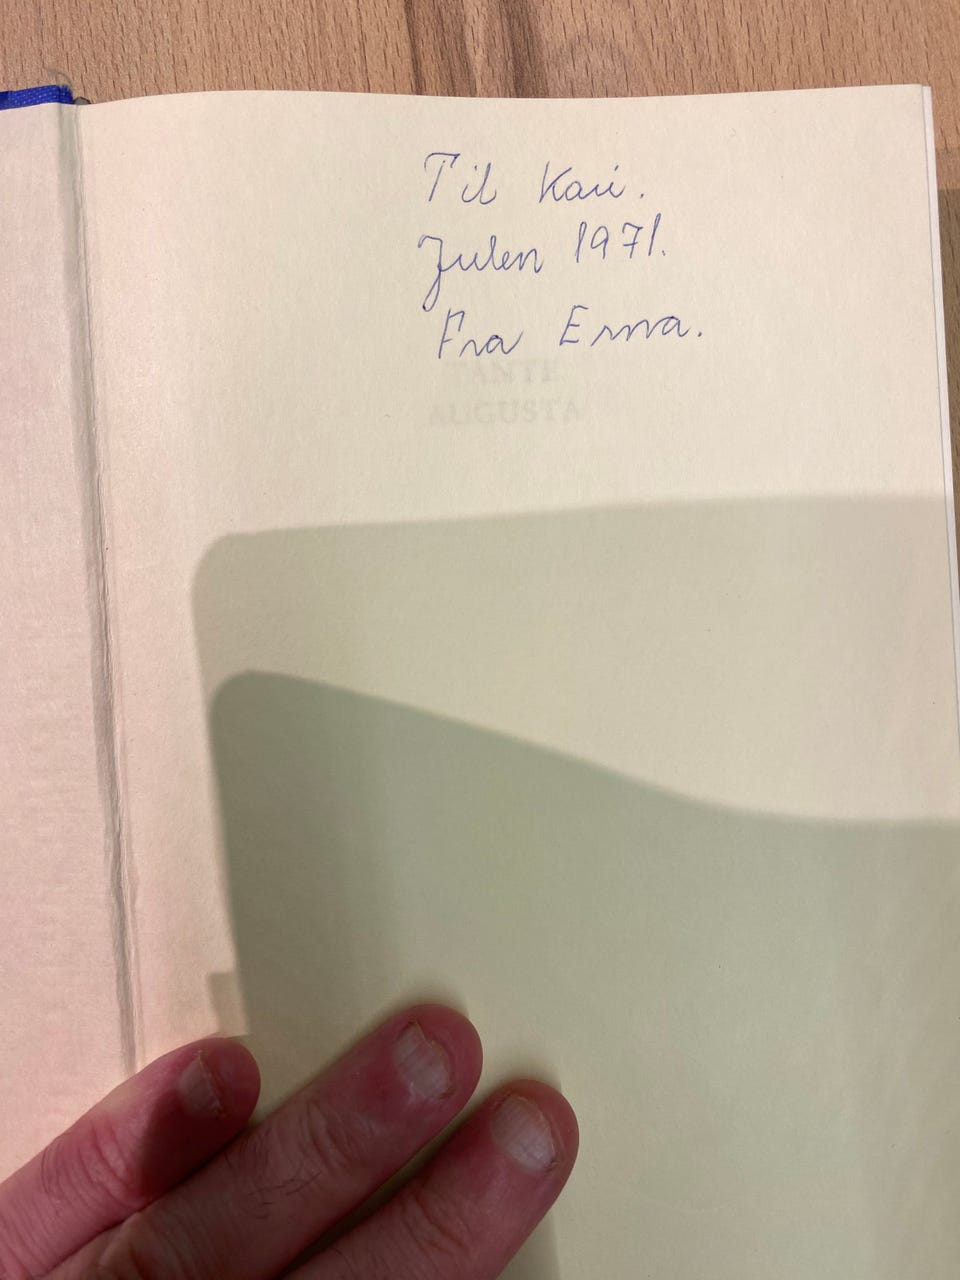 Til Kari.
Julen 1971.
Fra Erna.
TANTE
AUGUSTA